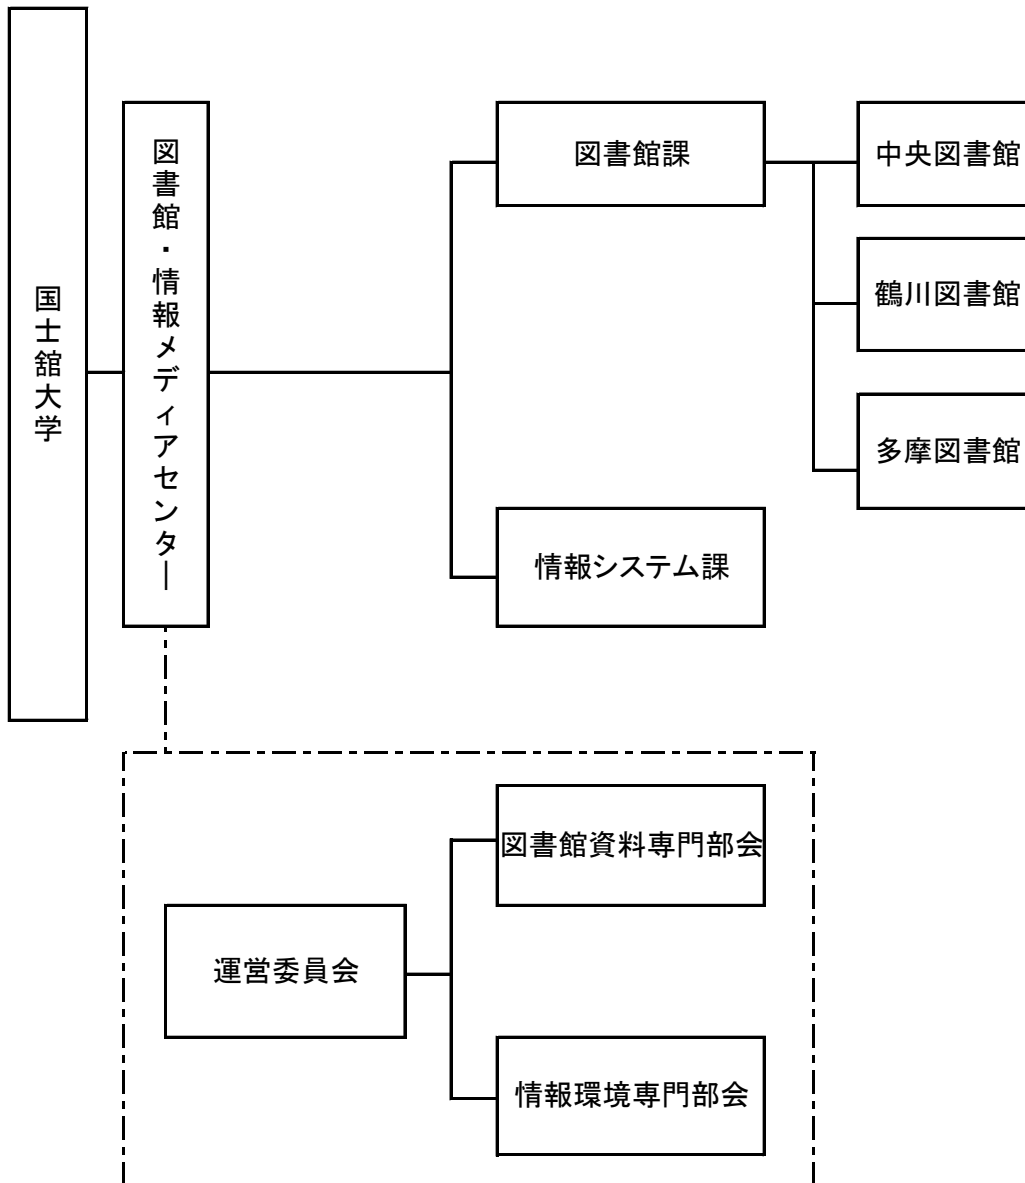 国士舘大学
図書館・情報メディアセンター
図書館課
中央図書館
鶴川図書館
多摩図書館
情報システム課
図書館資料専門部会
運営委員会
情報環境専門部会